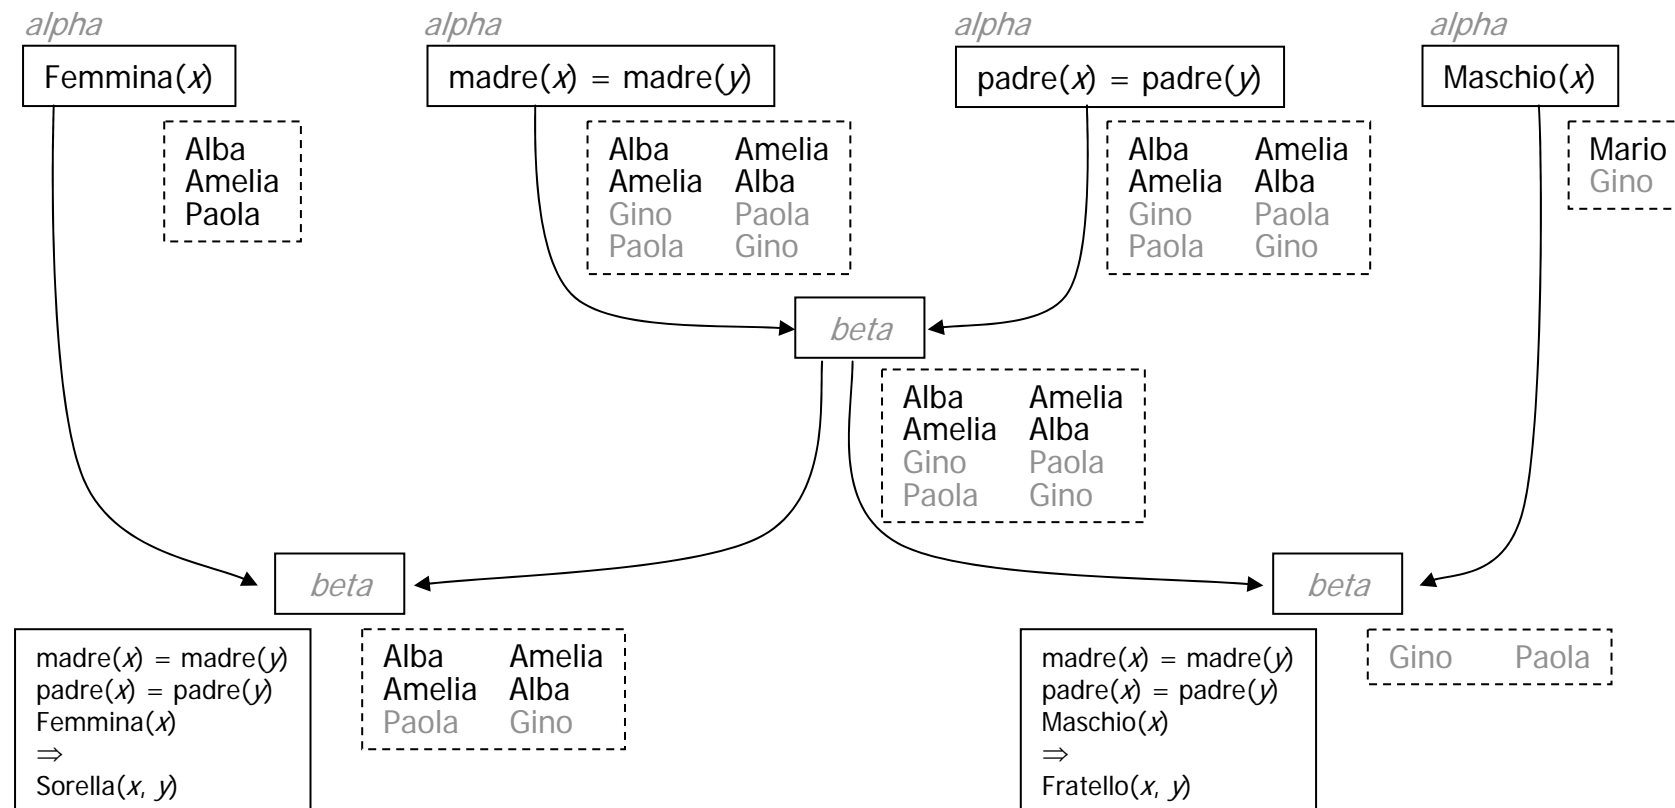 alpha
alpha
alpha
alpha
Femmina(x)
madre(x) = madre(y)
padre(x) = padre(y)
Maschio(x)
Alba
Amelia
Paola
Alba Amelia
Amelia Alba
Gino Paola
Paola Gino
Alba Amelia
Amelia Alba
Gino Paola
Paola Gino
Mario
Gino
beta
Alba Amelia
Amelia Alba
Gino Paola
Paola Gino
beta
beta
madre(x) = madre(y)
padre(x) = padre(y)
Femmina(x)
⇒
Sorella(x, y)
Alba Amelia
Amelia Alba
Paola Gino
madre(x) = madre(y)
padre(x) = padre(y)
Maschio(x)
⇒
Fratello(x, y)
Gino Paola